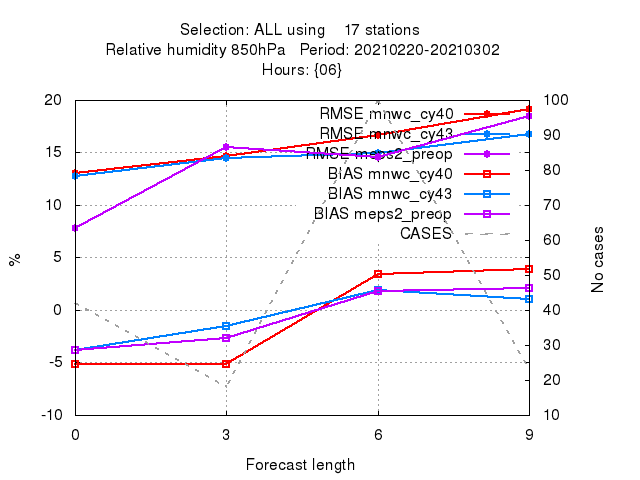 Selection: ALL using 17 stations
Relative humidity 850hPa Period: 20210220-20210302
Hours: {06}
20
15
10
5
0
-5
-10
%
100
90
80
70
60
50
40
30
20
10
No cases
RMSE mnwc_cy40
RMSE mnwc_cy43
RMSE meps2_preop
BIAS mnwc_cy40
BIAS mnwc_cy43
BIAS meps2_preop
CASES
0 3 6 9
Forecast length